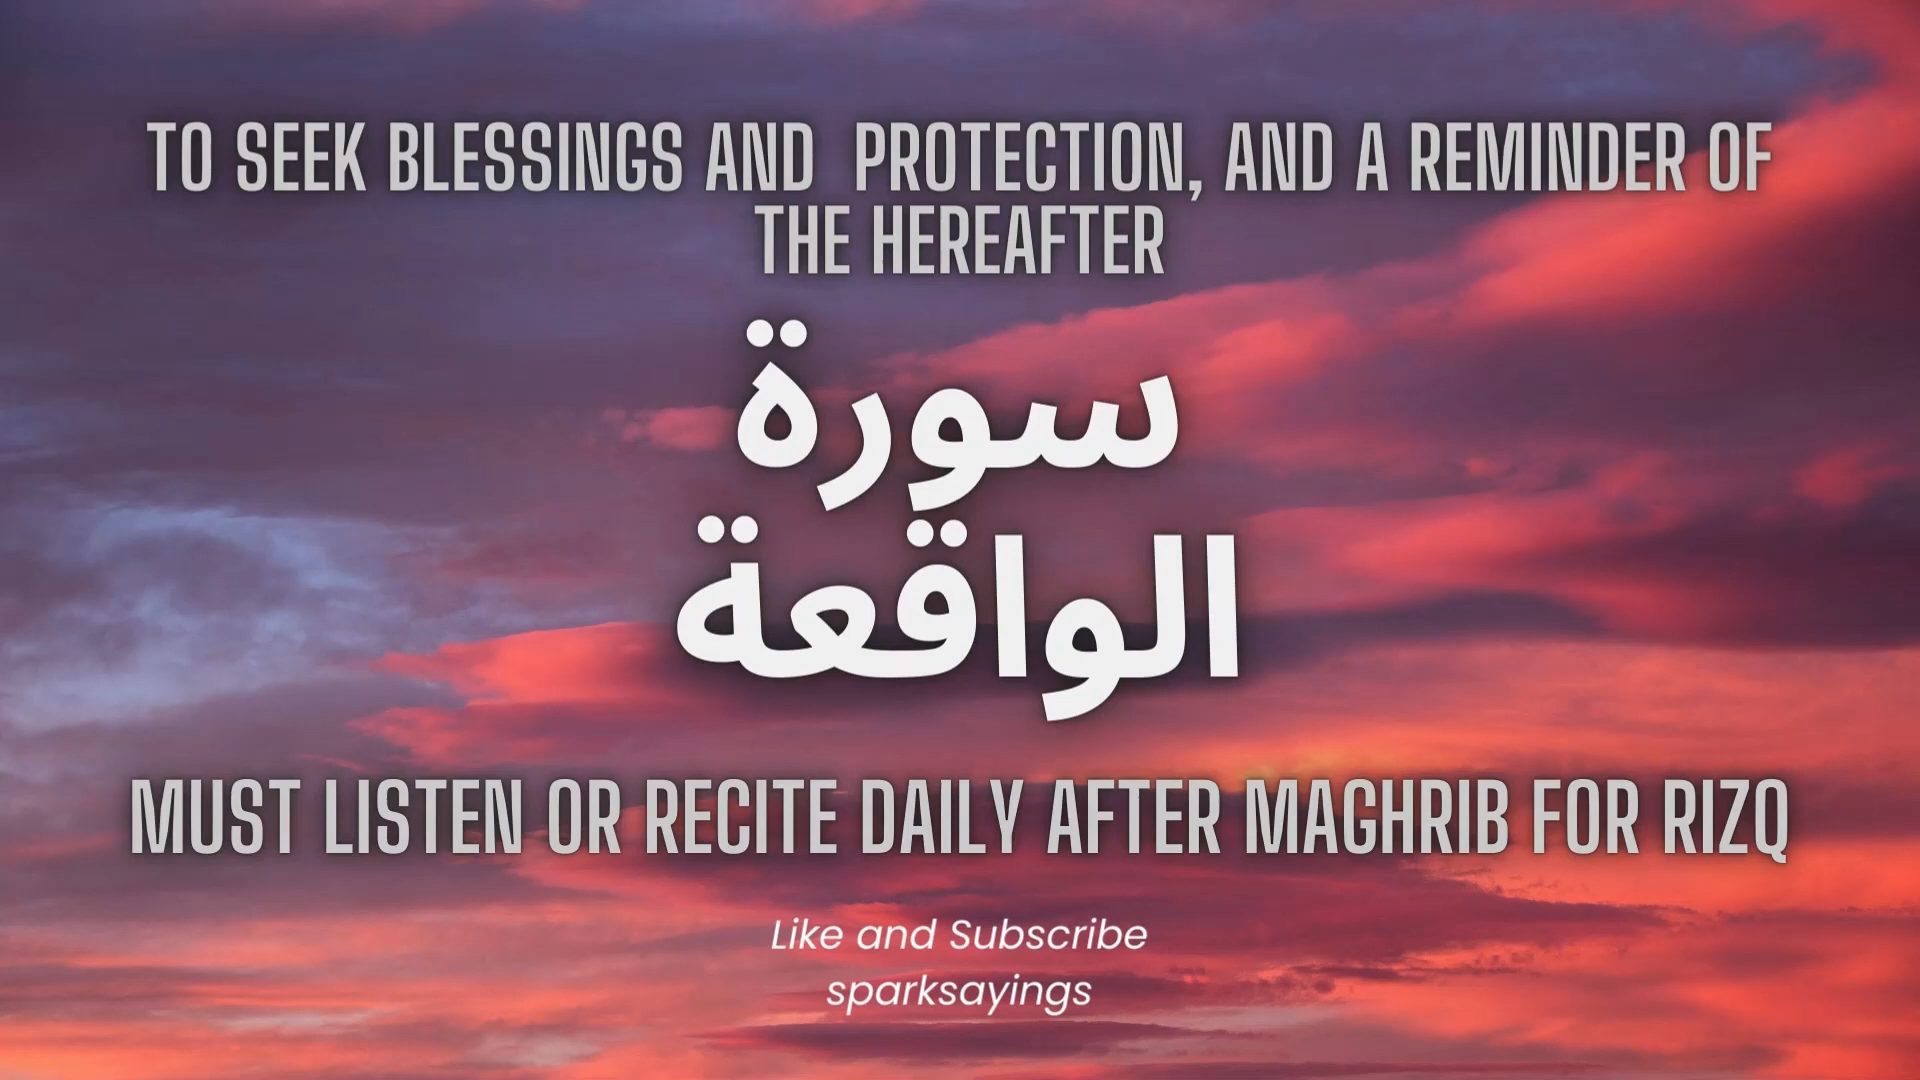 TO SEEK BLESSINGS AND PROTECTION, AND A REMINDER OF
THE HEREAFTER
سورة
الواقعة
MUST LISTEN OR RECITE DAILY AFTER MAGHRIB FOR RIZQ
Like and Subscribe
sparksayings